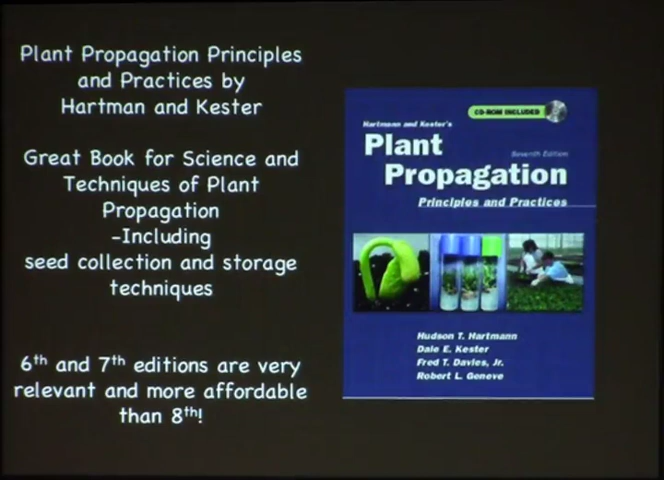 Plant Propagation Principles
and Practices by
Hartman and Kester
Great Book for Science and
Techniques of Plant
Propagation
-Including
seed collection and storage
techniques
6th and 7th editions are very
relevant and more affordable
than 8th!
CD-ROM INCLUDED
Hartmann and Kester's
Plant
Seventh Edition
Propagation
Principles and Practices
Hudson T. Hartmann
Dale E. Kester
Fred T. Davies, Jr.
Robert L. Geneve